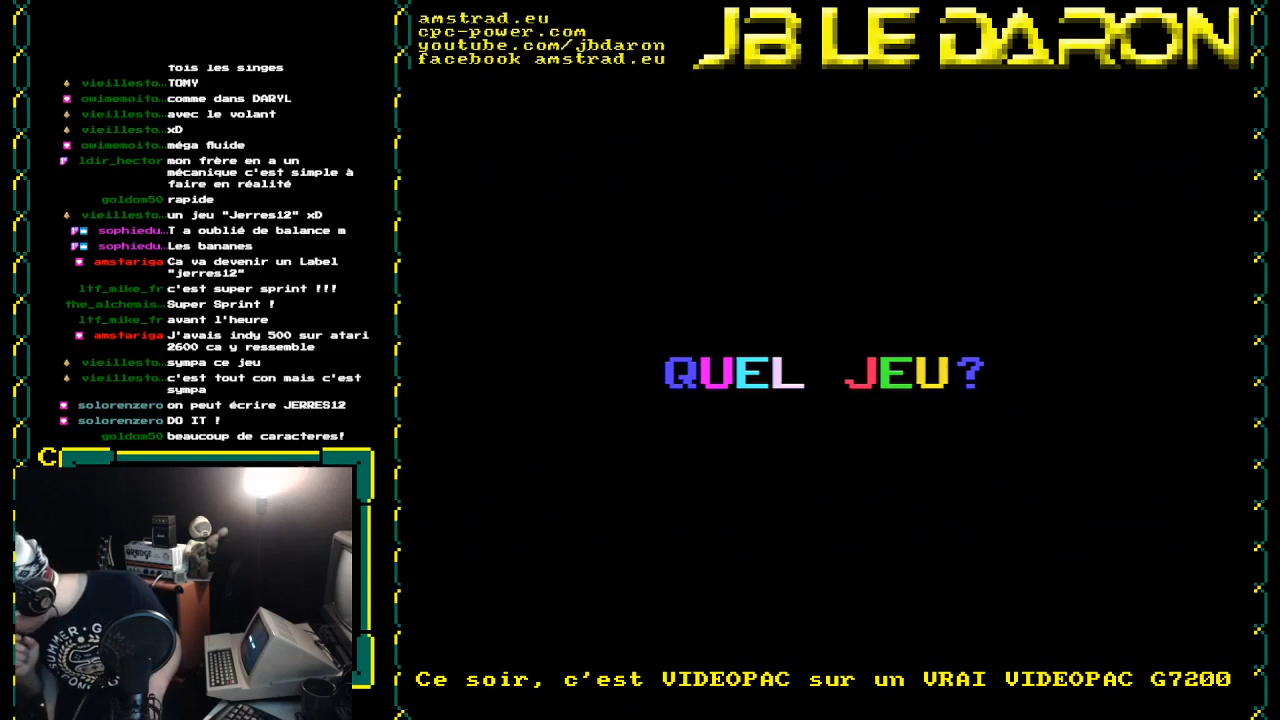 amstrad.eu
cpc-power.com
youtube.com/jbdaron
facebook amstrad.eu
JB LE DARON
fois les singes
vieillesto… TOMY
owimemoito… comme dans DARYL
vieillesto… avec le volant
vieillesto… xD
owimemoito… méga fluide
ldir_hector mon frère en a un
mécanique c'est simple à
faire en réalité
goldom50 rapide
vieillesto… un jeu "Jerres12" xD
sophiedu… T a oublié de balance m
sophiedu… Les bananes
amstariga Ca va devenir un Label
"jerres12"
ltf_mike_fr c'est super sprint !!!
the_alchemis… Super Sprint !
ltf_mike_fr avant l'heure
amstariga J'avais indy 500 sur atari
2600 ca y ressemble
vieillesto… sympa ce jeu
vieillesto… c'est tout con mais c'est
sympa
solorenzero on peut écrire JERRES12
solorenzero DO IT !
goldom50 beaucoup de caracteres!
QUEL JEU?
C
ORANGE
SUMMER
Ce soir, c'est VIDEOPAC sur un VRAI VIDEOPAC G7200